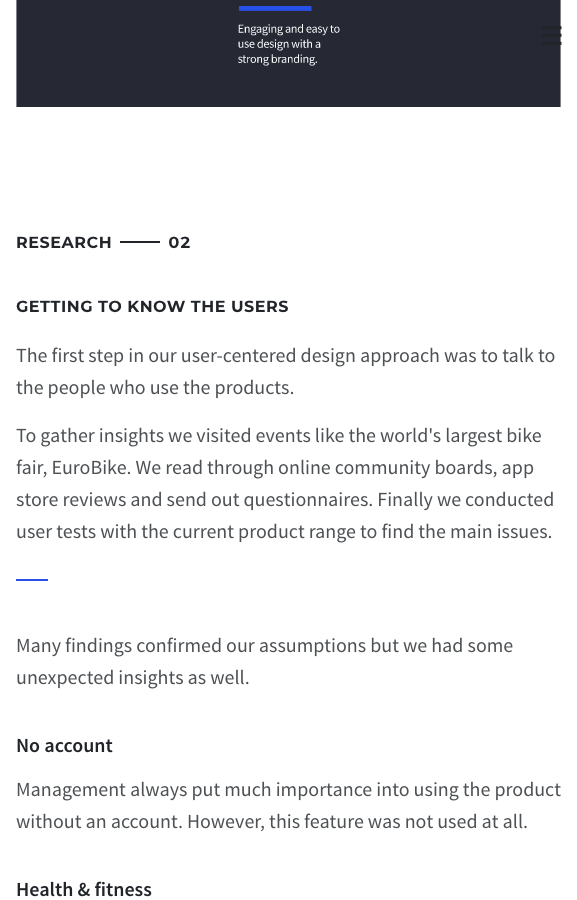 Engaging and easy to
use design with a
strong branding.
RESEARCH 02
GETTING TO KNOW THE USERS
The first step in our user-centered design approach was to talk to
the people who use the products.
To gather insights we visited events like the world's largest bike
fair, EuroBike. We read through online community boards, app
store reviews and send out questionnaires. Finally we conducted
user tests with the current product range to find the main issues.
Many findings confirmed our assumptions but we had some
unexpected insights as well.
No account
Management always put much importance into using the product
without an account. However, this feature was not used at all.
Health & fitness